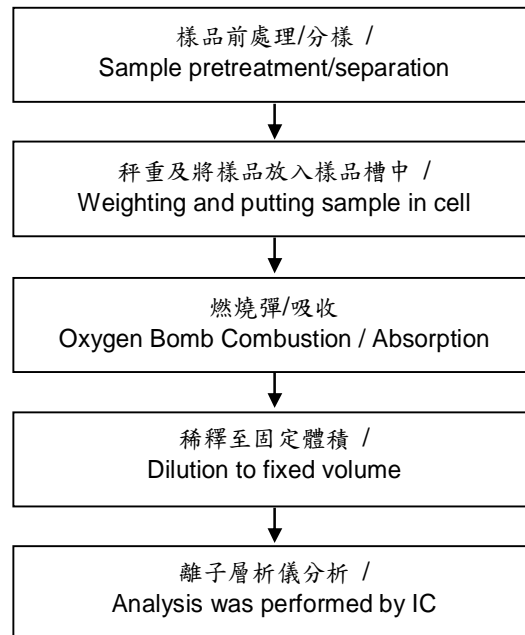 樣品前處理/分樣 /
Sample pretreatment/separation
秤重及將樣品放入樣品槽中 /
Weighting and putting sample in cell
燃燒彈/吸收
Oxygen Bomb Combustion / Absorption
稀釋至固定體積 /
Dilution to fixed volume
離子層析儀分析 /
Analysis was performed by IC